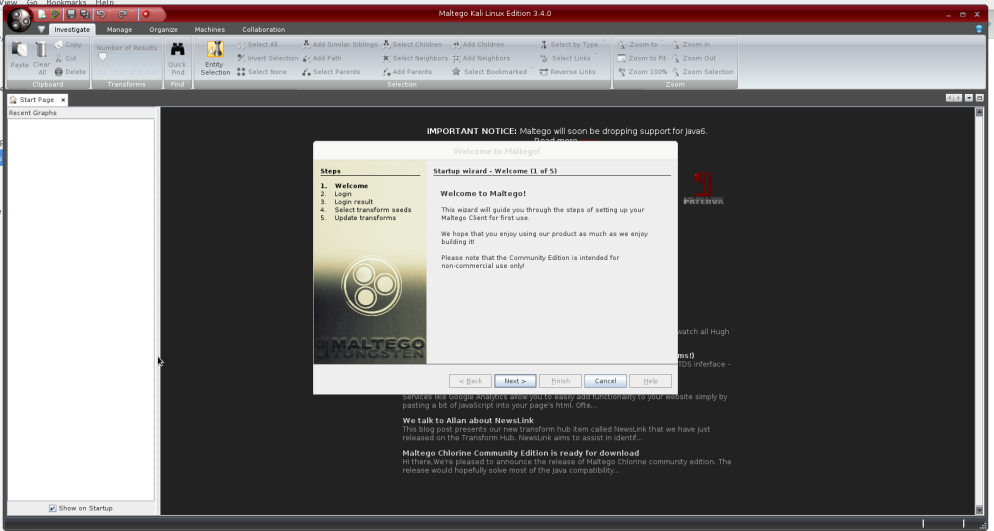 View Go Bookmarks Help
Maltego Kali Linux Edition 3.4.0
Investigate Manage Organize Machines Collaboration
Paste
Clear All
Copy
Cut
Delete
Clipboard
Number of Results
Transforms
Quick Find
Find
Entity Selection
Select All
Invert Selection
Select None
Add Similar Siblings
Add Path
Select Parents
Select Children
Select Neighbors
Add Parents
Add Children
Add Neighbors
Select Bookmarked
Select by Type
Select Links
Reverse Links
Selection
Zoom to
Zoom to Fit
Zoom 100%
Zoom In
Zoom Out
Zoom Selection
Zoom
Start Page
Recent Graphs
IMPORTANT NOTICE: Maltego will soon be dropping support for Java6.
Read more
Welcome to Maltego!
Steps
1. Welcome
2. Login
3. Login result
4. Select transform seeds
5. Update transforms
MALTEGO
TUNGSTEN
Startup wizard - Welcome (1 of 5)
Welcome to Maltego!
This wizard will guide you through the steps of setting up your
Maltego Client for first use.
We hope that you enjoy using our product as much as we enjoy
building it!
Please note that the Community Edition is intended for
non-commercial use only!
< Back Next > Finish Cancel Help
PATERVA
watch all Hugh
ms!)
TDS inferface -
Services like Google Analytics allow you to easily add functionality to your website simply by
pasting a bit of JavaScript into your page's html. Ofte...
We talk to Allan about NewsLink
This blog post presents our new transform hub item called NewsLink that we have just
released on the Transform Hub. NewsLink aims to assist in identif...
Maltego Chlorine Community Edition is ready for download
Hi there,We're pleased to announce the release of Maltego Chlorine community edition. The
release would hopefully solve most of the Java compatibility...
Show on Startup